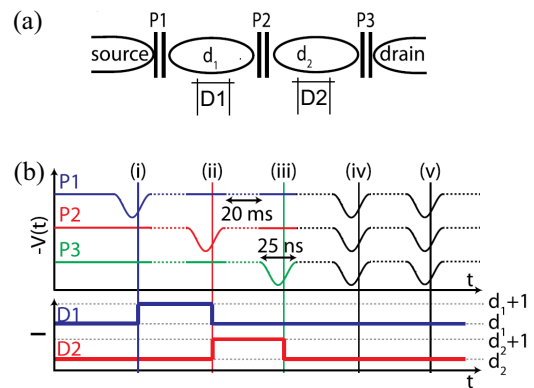 (a)
P1 P2 P3
source d₁ d₂ drain
D1 D2
(b)
(i) (ii) (iii) (iv) (v)
P1
20 ms
P2
25 ns
P3
-V(t)
t
D1
D2
I
d₁+1
d₁
d₂+1
d₂
t